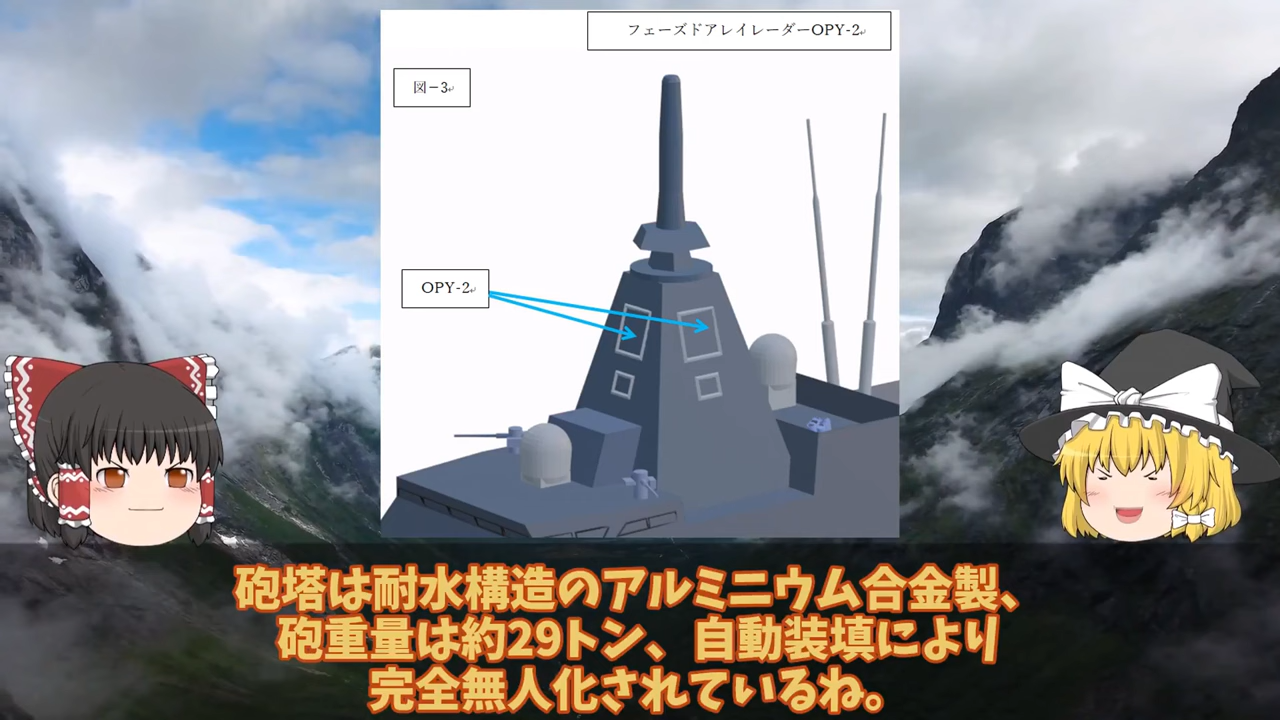 フェーズドアレイレーダーOPY-2
図－3
OPY-2
砲塔は耐水構造のアルミニウム合金製、
砲重量は約29トン、自動装填により
完全無人化されているね。